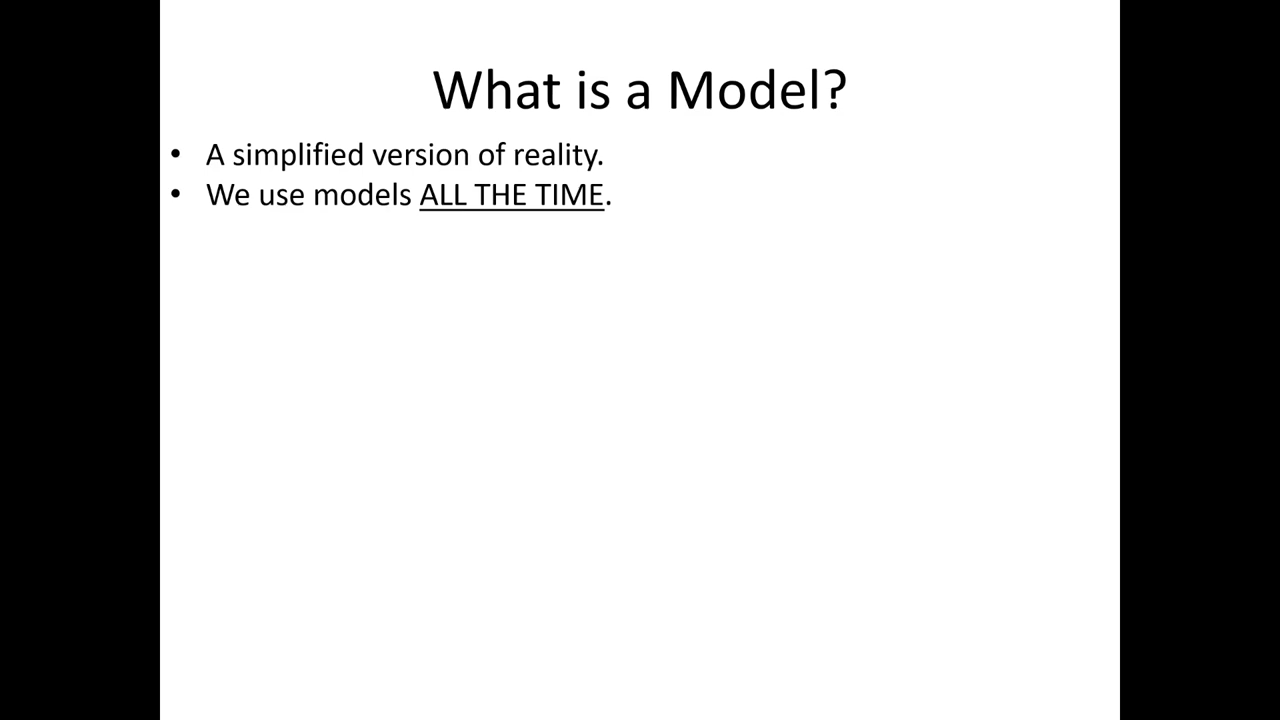 What is a Model?
• A simplified version of reality.
• We use models ALL THE TIME.